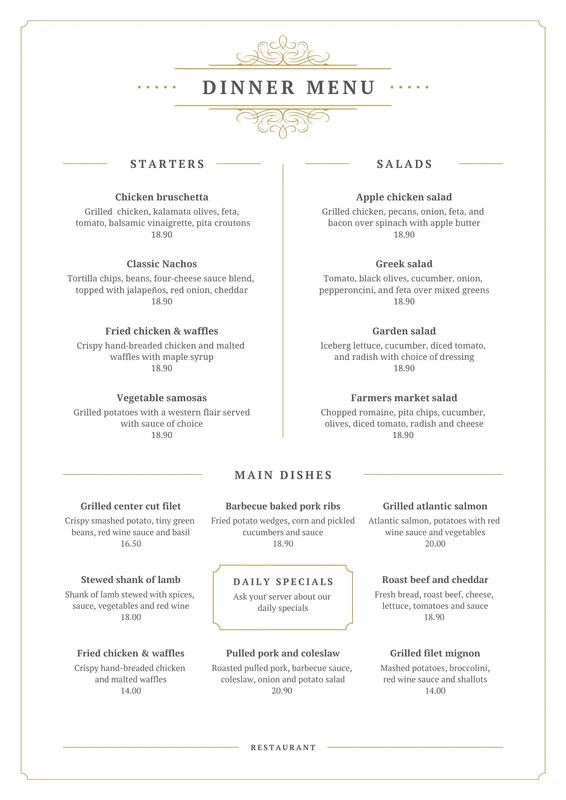 DINNER MENU
STARTERS
Chicken bruschetta
Grilled chicken, kalamata olives, feta,
tomato, balsamic vinaigrette, pita croutons
18.90
Classic Nachos
Tortilla chips, beans, four-cheese sauce blend,
topped with jalapeños, red onion, cheddar
18.90
Fried chicken & waffles
Crispy hand-breaded chicken and malted
waffles with maple syrup
18.90
Vegetable samosas
Grilled potatoes with a western flair served
with sauce of choice
18.90
SALADS
Apple chicken salad
Grilled chicken, pecans, onion, feta, and
bacon over spinach with apple butter
18.90
Greek salad
Tomato, black olives, cucumber, onion,
pepperoncini, and feta over mixed greens
18.90
Garden salad
Iceberg lettuce, cucumber, diced tomato,
and radish with choice of dressing
18.90
Farmers market salad
Chopped romaine, pita chips, cucumber,
olives, diced tomato, radish and cheese
18.90
MAIN DISHES
Grilled center cut filet
Crispy smashed potato, tiny green
beans, red wine sauce and basil
16.50
Barbecue baked pork ribs
Fried potato wedges, corn and pickled
cucumbers and sauce
18.90
Grilled atlantic salmon
Atlantic salmon, potatoes with red
wine sauce and vegetables
20.00
Stewed shank of lamb
Shank of lamb stewed with spices,
sauce, vegetables and red wine
18.00
DAILY SPECIALS
Ask your server about our
daily specials
Roast beef and cheddar
Fresh bread, roast beef, cheese,
lettuce, tomatoes and sauce
18.90
Fried chicken & waffles
Crispy hand-breaded chicken
and malted waffles
14.00
Pulled pork and coleslaw
Roasted pulled pork, barbecue sauce,
coleslaw, onion and potato salad
20.90
Grilled filet mignon
Mashed potatoes, broccolini,
red wine sauce and shallots
14.00
RESTAURANT